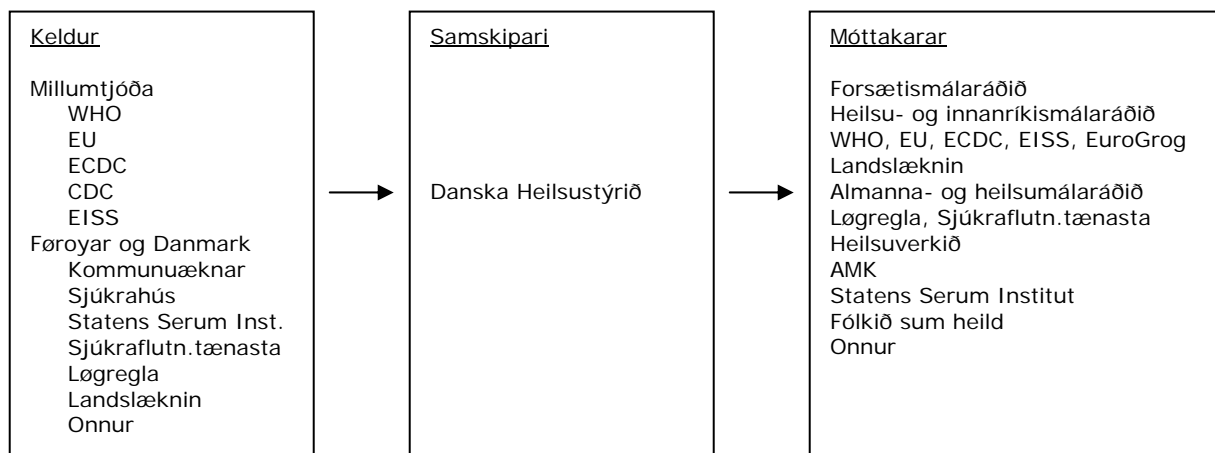 Keldur
Millumtjóða
WHO
EU
ECDC
CDC
EISS
Føroyar og Danmark
Kommunuæknar
Sjúkrahús
Statens Serum Inst.
Sjúkraflutn.tænasta
Løgregla
Landslæknin
Onnur
Samskipari
Danska Heilsustýrið
Móttakarar
Forsætismálaráðið
Heilsu- og innanríkismálaráðið
WHO, EU, ECDC, EISS, EuroGrog
Landslæknin
Almanna- og heilsumálaráðið
Løgregla, Sjúkraflutn.tænasta
Heilsuverkið
AMK
Statens Serum Institut
Fólkið sum heild
Onnur